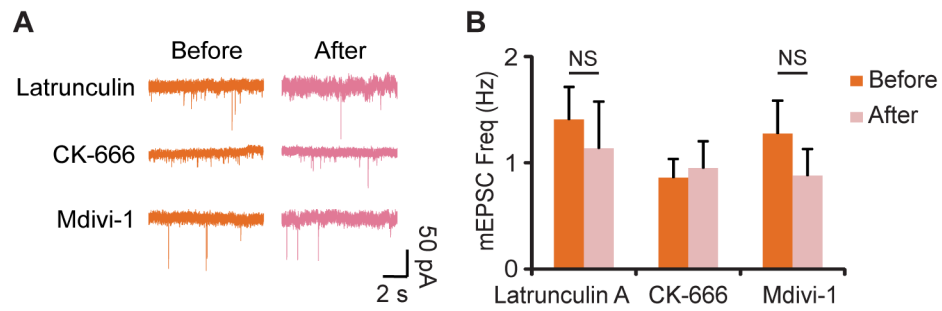 A
Before After
Latrunculin
CK-666
Mdivi-1
50 pA
2 s
B
mEPSC Freq (Hz)
2
1
0
NS NS
Before
After
Latrunculin A CK-666 Mdivi-1